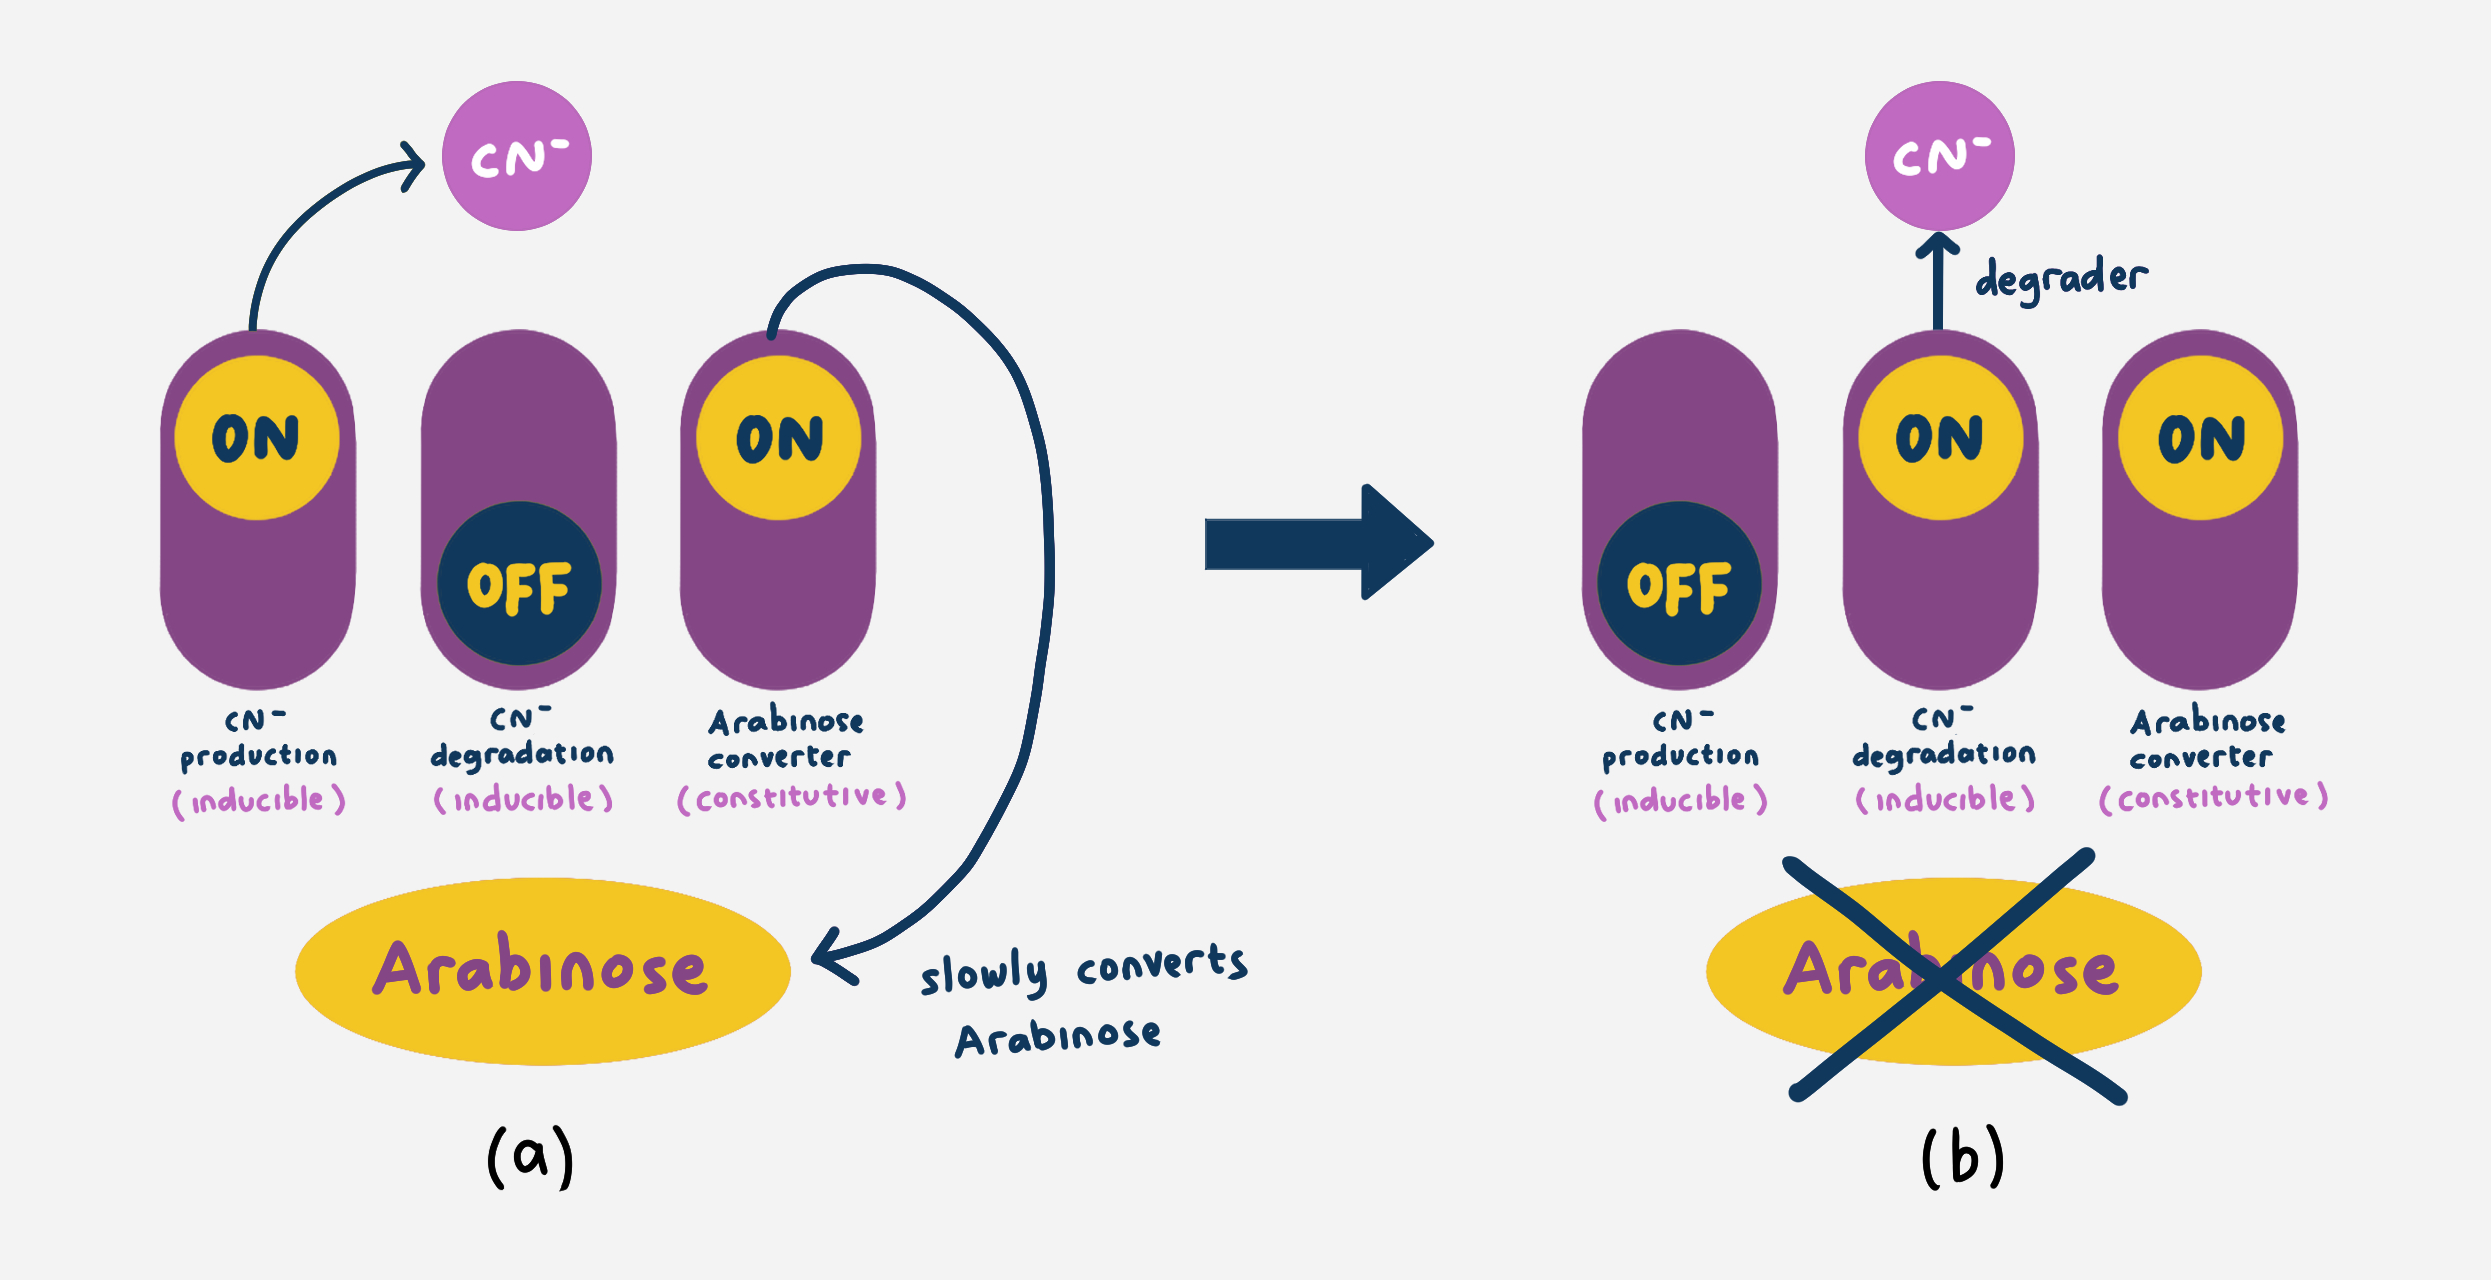 CN⁻
ON
OFF
ON
CN⁻
production
(inducible)
CN⁻
degradation
(inducible)
Arabinose
converter
(constitutive)
Arabinose
slowly converts
Arabinose
(a)
CN⁻
degrader
OFF
ON
ON
CN⁻
production
(inducible)
CN⁻
degradation
(inducible)
Arabinose
converter
(constitutive)
Arabinose
(b)